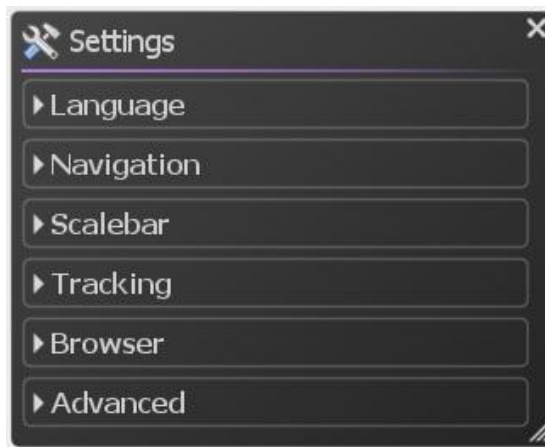 Settings
Language
Navigation
Scalebar
Tracking
Browser
Advanced